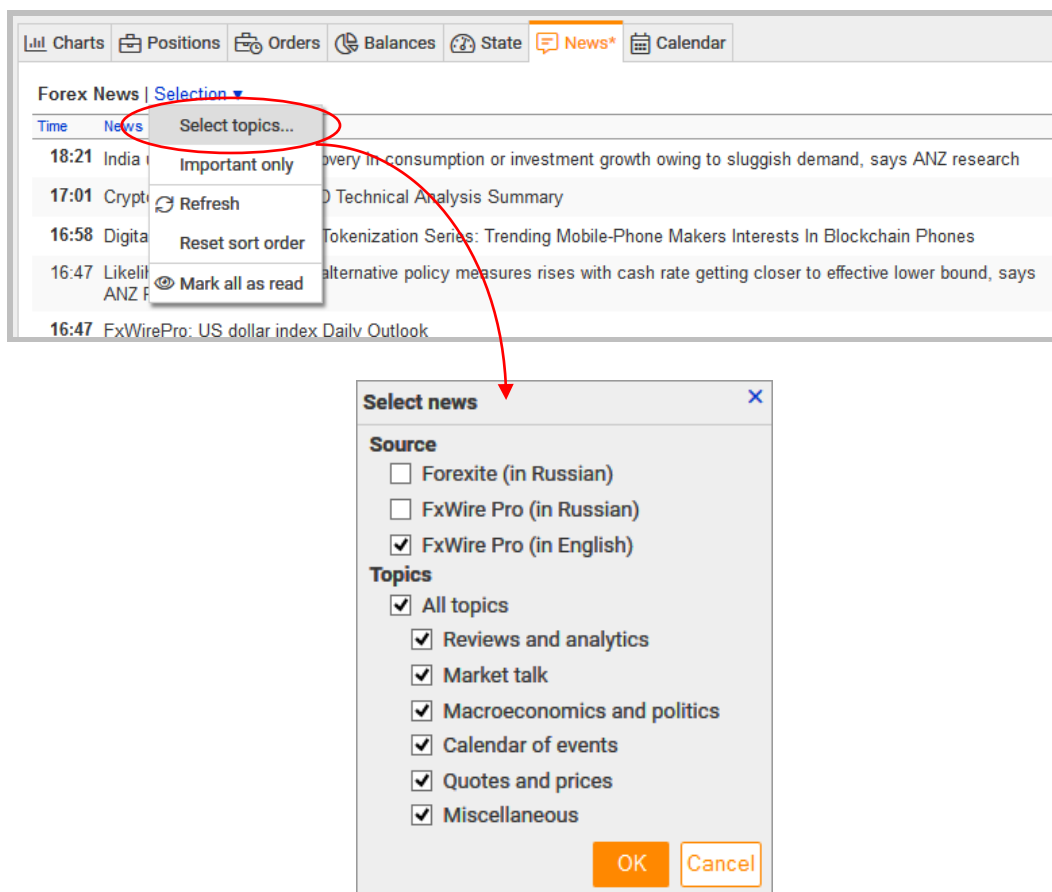 Charts Positions Orders Balances State News* Calendar
Forex News | Selection ▼
Time News
Select topics...
Important only
Refresh
Reset sort order
Mark all as read
18:21 India overy in consumption or investment growth owing to sluggish demand, says ANZ research
17:01 Crypt Technical Analysis Summary
16:58 Digita Tokenization Series: Trending Mobile-Phone Makers Interests In Blockchain Phones
16:47 Likelih alternative policy measures rises with cash rate getting closer to effective lower bound, says
ANZ
16:47 FxWirePro: US dollar index Daily Outlook
Select news
Source
Forexite (in Russian)
FxWire Pro (in Russian)
FxWire Pro (in English)
Topics
All topics
Reviews and analytics
Market talk
Macroeconomics and politics
Calendar of events
Quotes and prices
Miscellaneous
OK Cancel